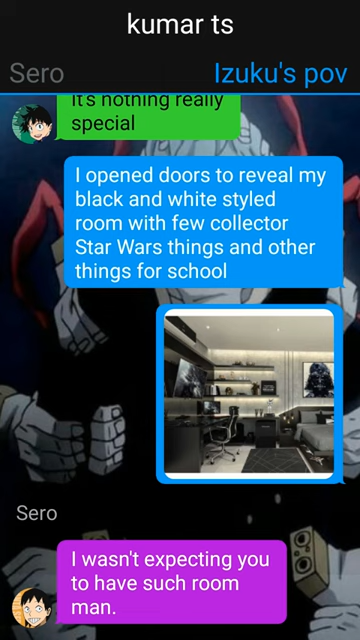 kumar ts
Sero
Izuku's pov
It's nothing really
special
I opened doors to reveal my
black and white styled
room with few collector
Star Wars things and other
things for school
Sero
I wasn't expecting you
to have such room
man.